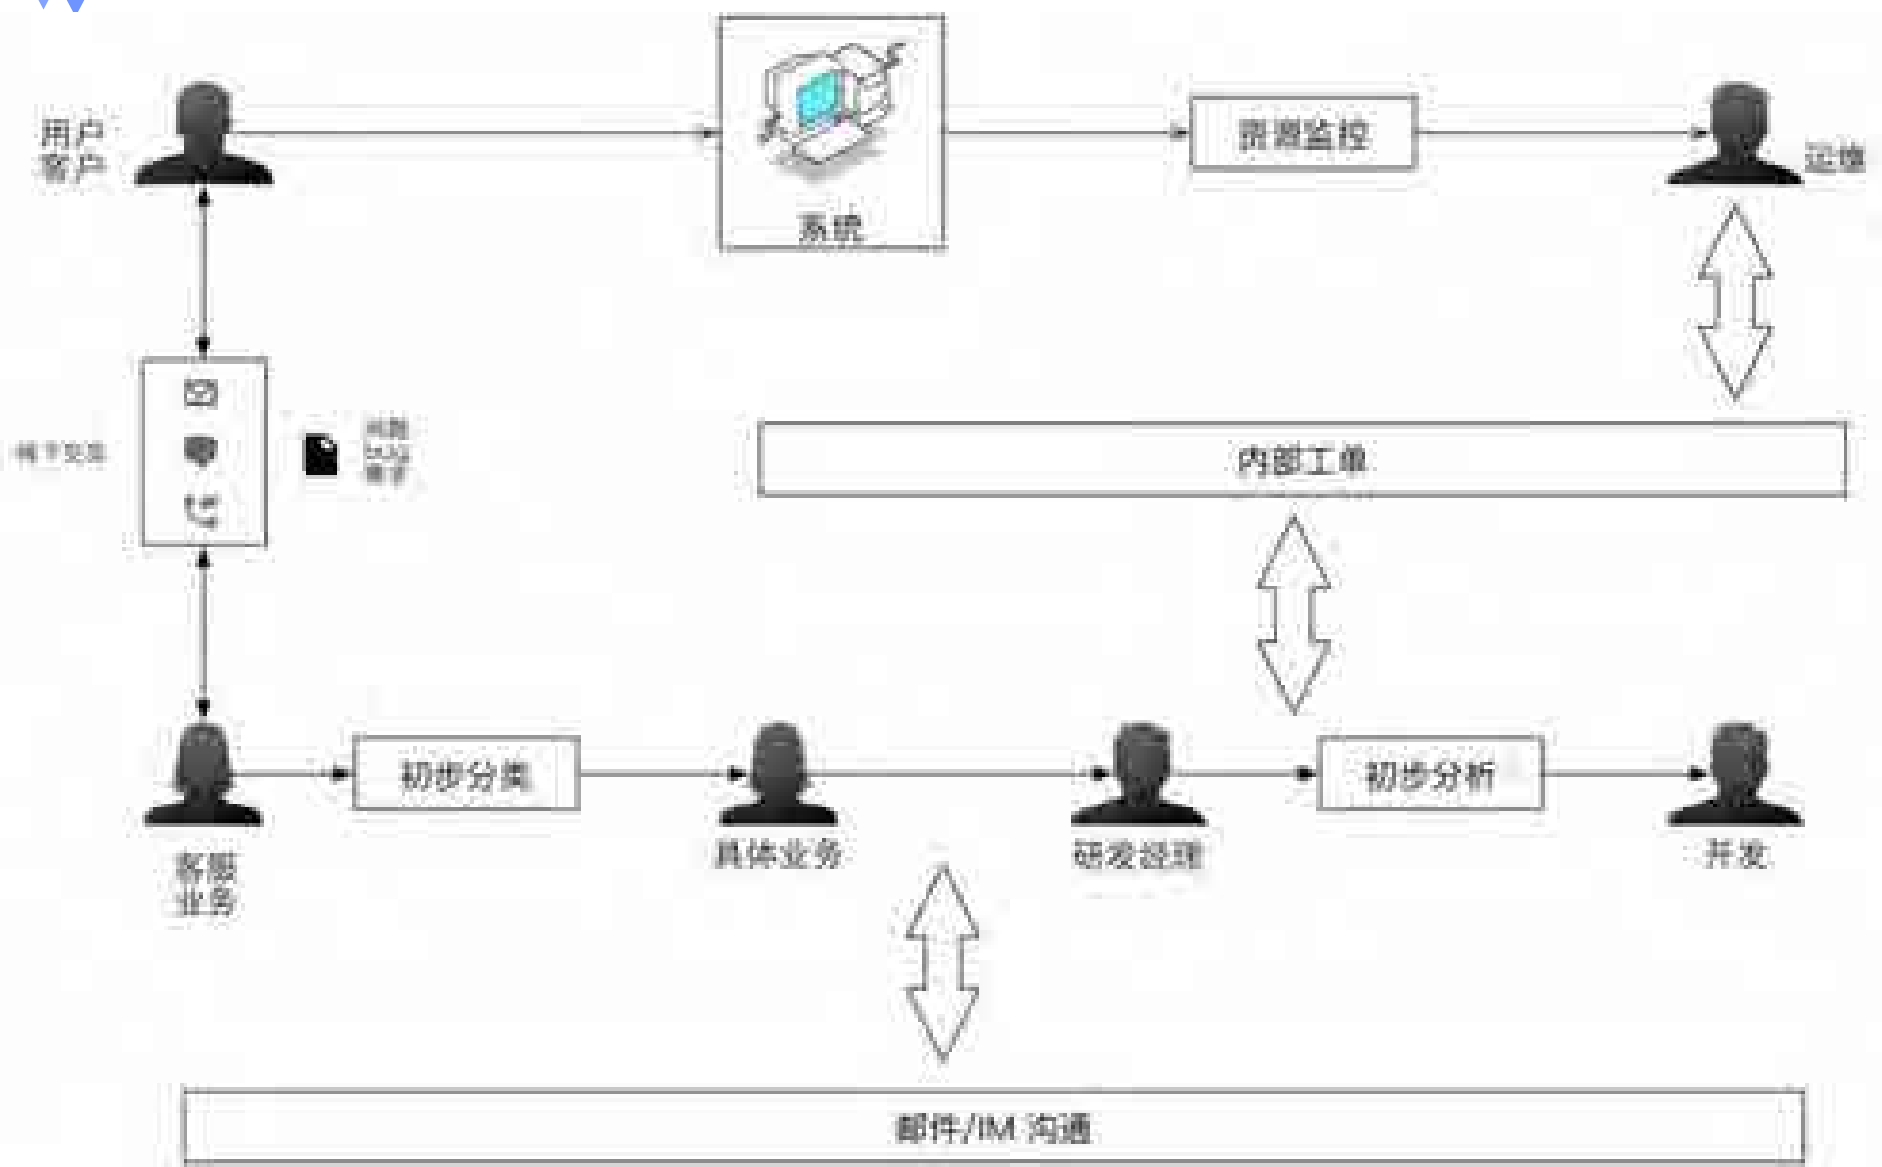 用户
客户
系统
资源监控
运维
内部工单
初步分类
初步分析
客服
业务
具体业务
研发经理
开发
邮件/IM 沟通